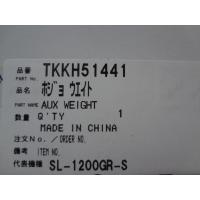 品番 PART NO. TKKH51441
品名 PART NAME ホジョ ウエイト
AUX WEIGHT
数量 Q'TY 1
MADE IN CHINA
注文No. / ORDER NO.
備考 ITEM NO.
代表機種 SL-1200GR-S